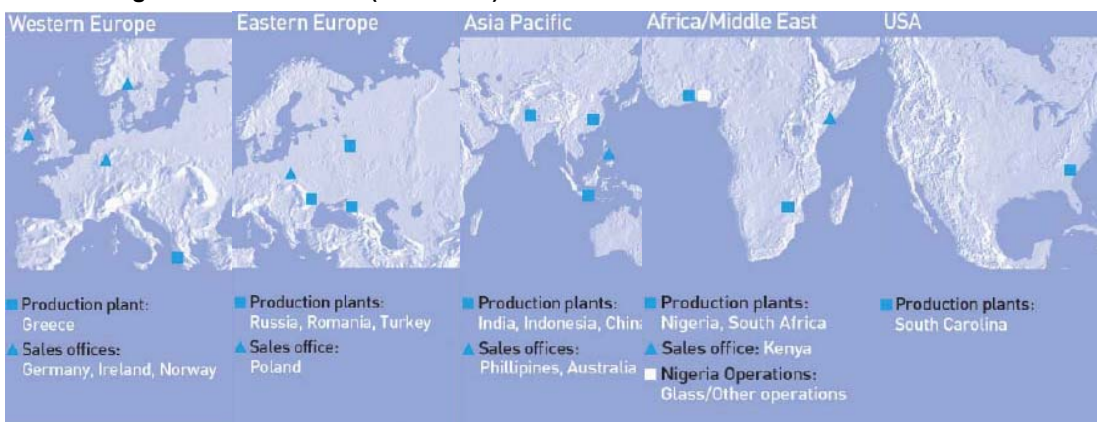 Western Europe
Eastern Europe
Asia Pacific
Africa/Middle East
USA
Production plant:
Greece
Sales offices:
Germany, Ireland, Norway
Production plants:
Russia, Romania, Turkey
Sales office:
Poland
Production plants:
India, Indonesia, Chin
Sales offices:
Phillipines, Australia
Production plants:
Nigeria, South Africa
Sales office: Kenya
Nigeria Operations:
Glass/Other operations
Production plants:
South Carolina